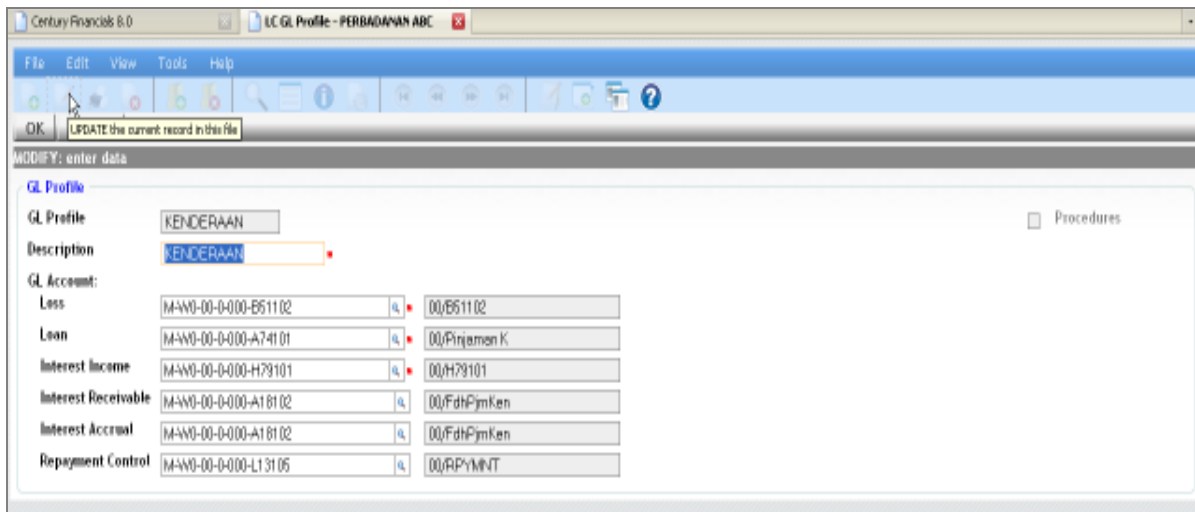 Century Financials 8.0
LC GL Profile - PERBADANAN ABC
File Edit View Tools Help
OK
UPDATE the current record in this file
MODIFY: enter data
GL Profile
GL Profile KENDERAAN Procedures
Description KENDERAAN
GL Account:
Loss M-W0-00-0-000-B51102 00/B51102
Loan M-W0-00-0-000-A74101 00/Pinjaman K
Interest Income M-W0-00-0-000-H79101 00/H79101
Interest Receivable M-W0-00-0-000-A18102 00/FdhPjmKen
Interest Accrual M-W0-00-0-000-A18102 00/FdhPjmKen
Repayment Control M-W0-00-0-000-L13105 00/RPYMNT